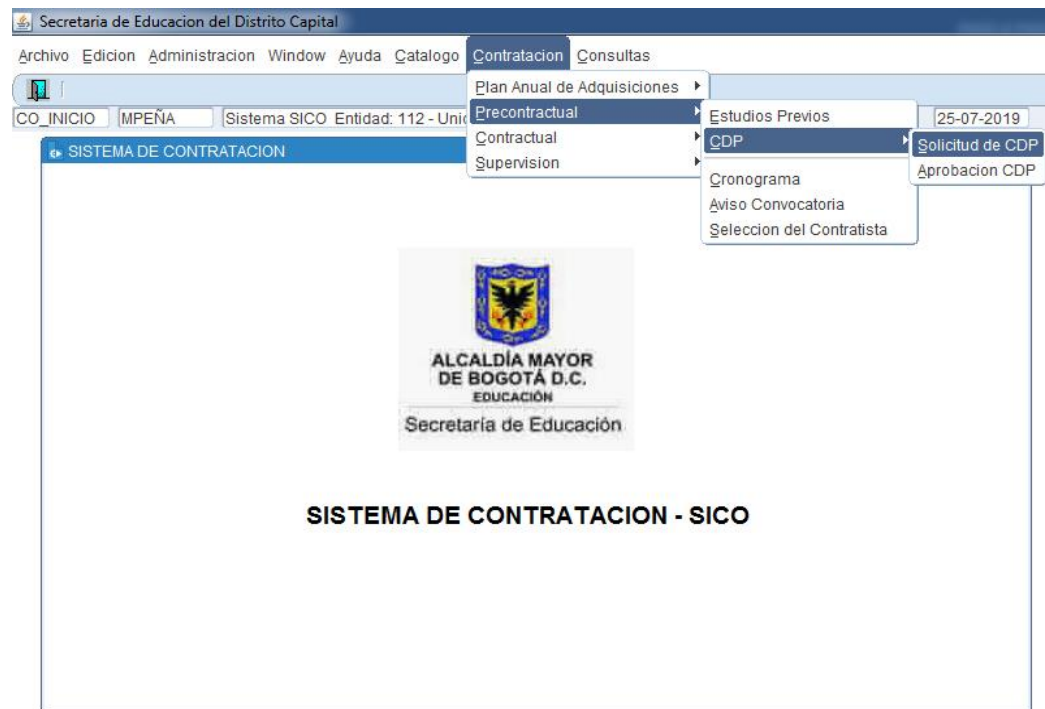 Secretaria de Educacion del Distrito Capital
Archivo Edicion Administracion Window Ayuda Catalogo Contratacion Consultas
Plan Anual de Adquisiciones
CO_INICIO MPEÑA Sistema SICO Entidad: 112 - Precontractual Estudios Previos 25-07-2019
SISTEMA DE CONTRATACION Contractual CDP Solicitud de CDP
Supervision Cronograma Aprobacion CDP
Aviso Convocatoria
Seleccion del Contratista
ALCALDÍA MAYOR
DE BOGOTÁ D.C.
EDUCACIÓN
Secretaría de Educación
SISTEMA DE CONTRATACION - SICO